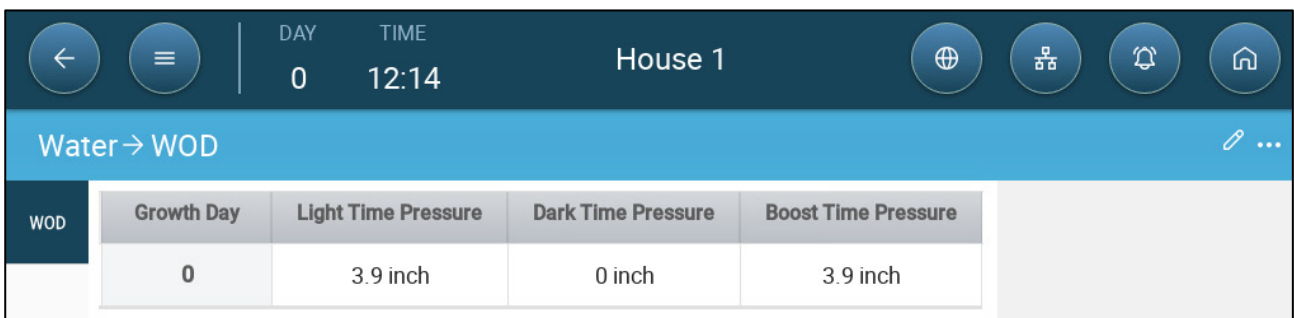 DAY TIME
0 12:14 House 1
Water → WOD
WOD Growth Day Light Time Pressure Dark Time Pressure Boost Time Pressure
0 3.9 inch 0 inch 3.9 inch